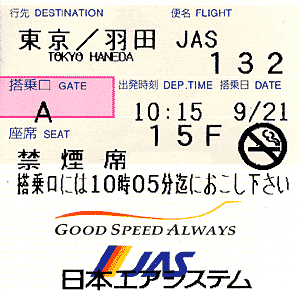 行先 DESTINATION 便名 FLIGHT
東京／羽田 JAS
TOKYO HANEDA 132
搭乗口 GATE 出発時刻 DEP.TIME 搭乗日 DATE
A 10:15 9/21
座席 SEAT 15F
禁煙席
搭乗口には10時05分迄におこし下さい
GOOD SPEED ALWAYS
JAS
日本エアシステム